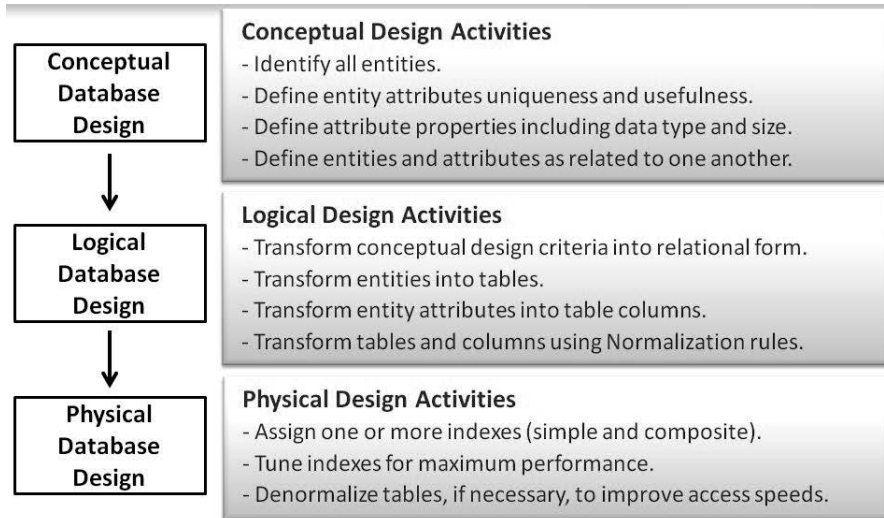 Conceptual
Database
Design
Conceptual Design Activities
- Identify all entities.
- Define entity attributes uniqueness and usefulness.
- Define attribute properties including data type and size.
- Define entities and attributes as related to one another.
Logical
Database
Design
Logical Design Activities
- Transform conceptual design criteria into relational form.
- Transform entities into tables.
- Transform entity attributes into table columns.
- Transform tables and columns using Normalization rules.
Physical
Database
Design
Physical Design Activities
- Assign one or more indexes (simple and composite).
- Tune indexes for maximum performance.
- Denormalize tables, if necessary, to improve access speeds.